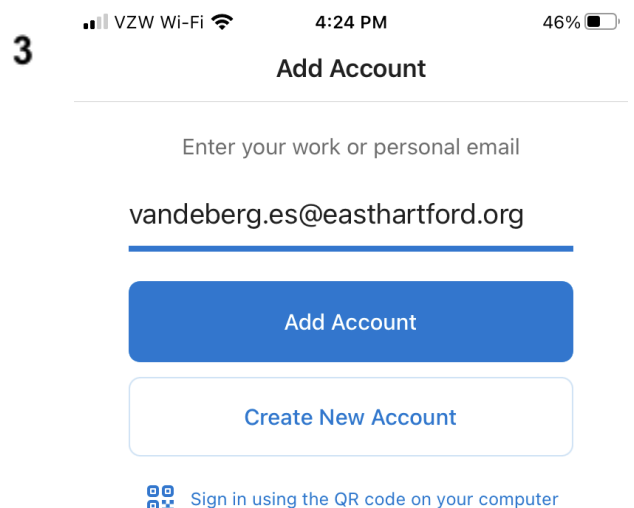 VZW Wi-Fi 4:24 PM 46%
3
Add Account
Enter your work or personal email
vandeberg.es@easthartford.org
Add Account
Create New Account
Sign in using the QR code on your computer